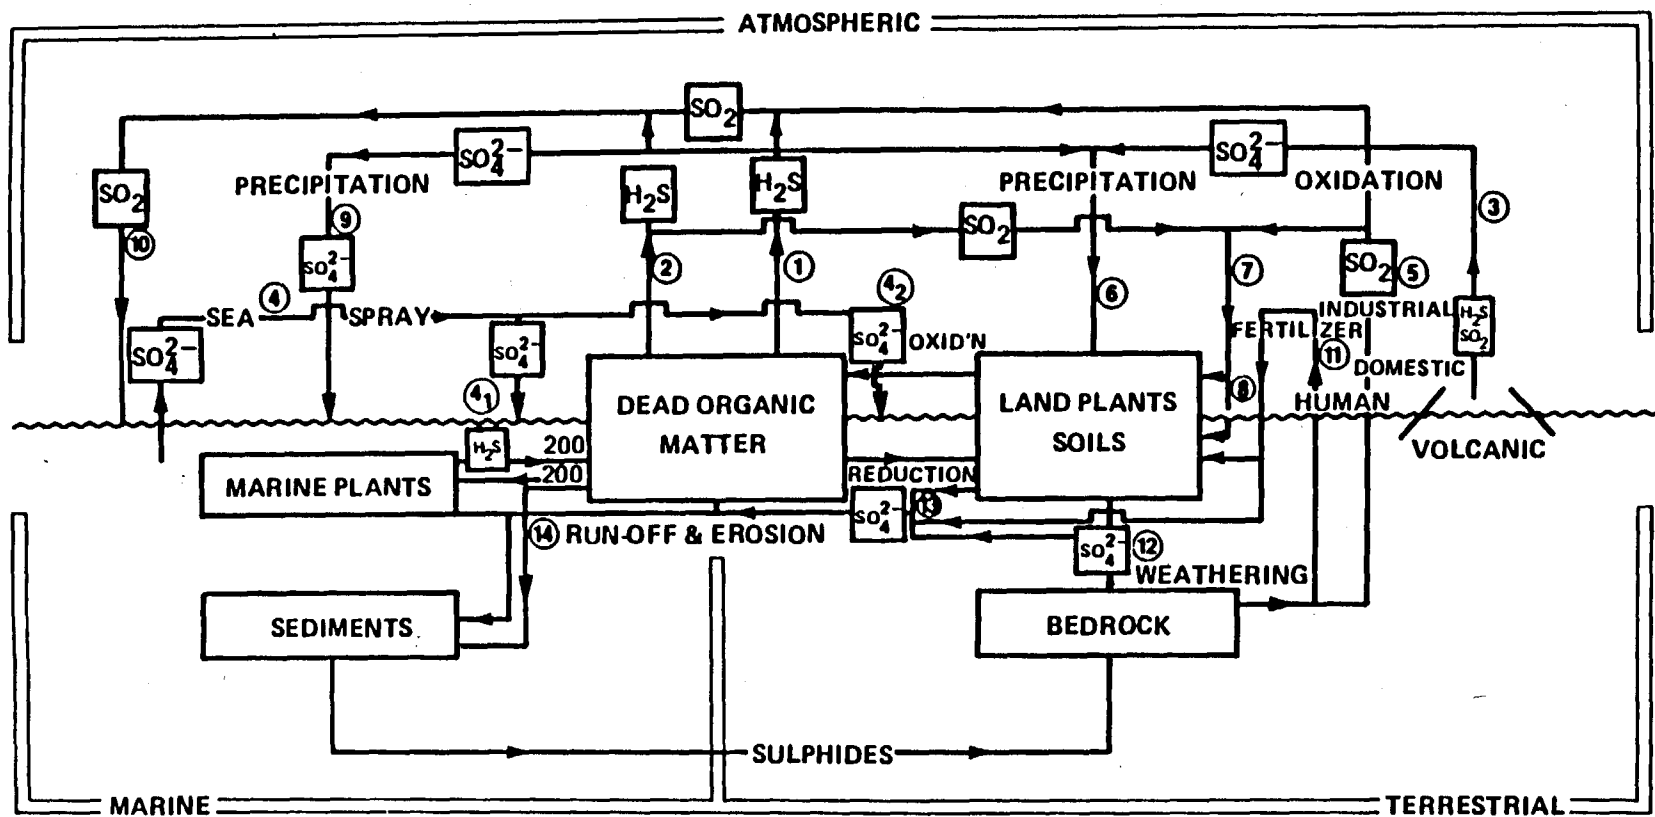 ATMOSPHERIC
SO2
SO4 2−
SO4 2−
H2S
H2S
SO2
PRECIPITATION
PRECIPITATION
OXIDATION
3
9
10
SO2
SO4 2−
2
1
6
7
SO2
5
4
SEA SPRAY
4 2
INDUSTRIAL
H2S
SO2
FERTILIZER
SO4 2−
SO4 2−
SO4 2−
OXID'N
11
DOMESTIC
4 1
8
HUMAN
DEAD ORGANIC
MATTER
LAND PLANTS
SOILS
VOLCANIC
H2S
200
200
MARINE PLANTS
REDUCTION
13
SO4 2−
14 RUN-OFF & EROSION
SO4 2−
12
WEATHERING
SEDIMENTS
BEDROCK
SULPHIDES
MARINE
TERRESTRIAL